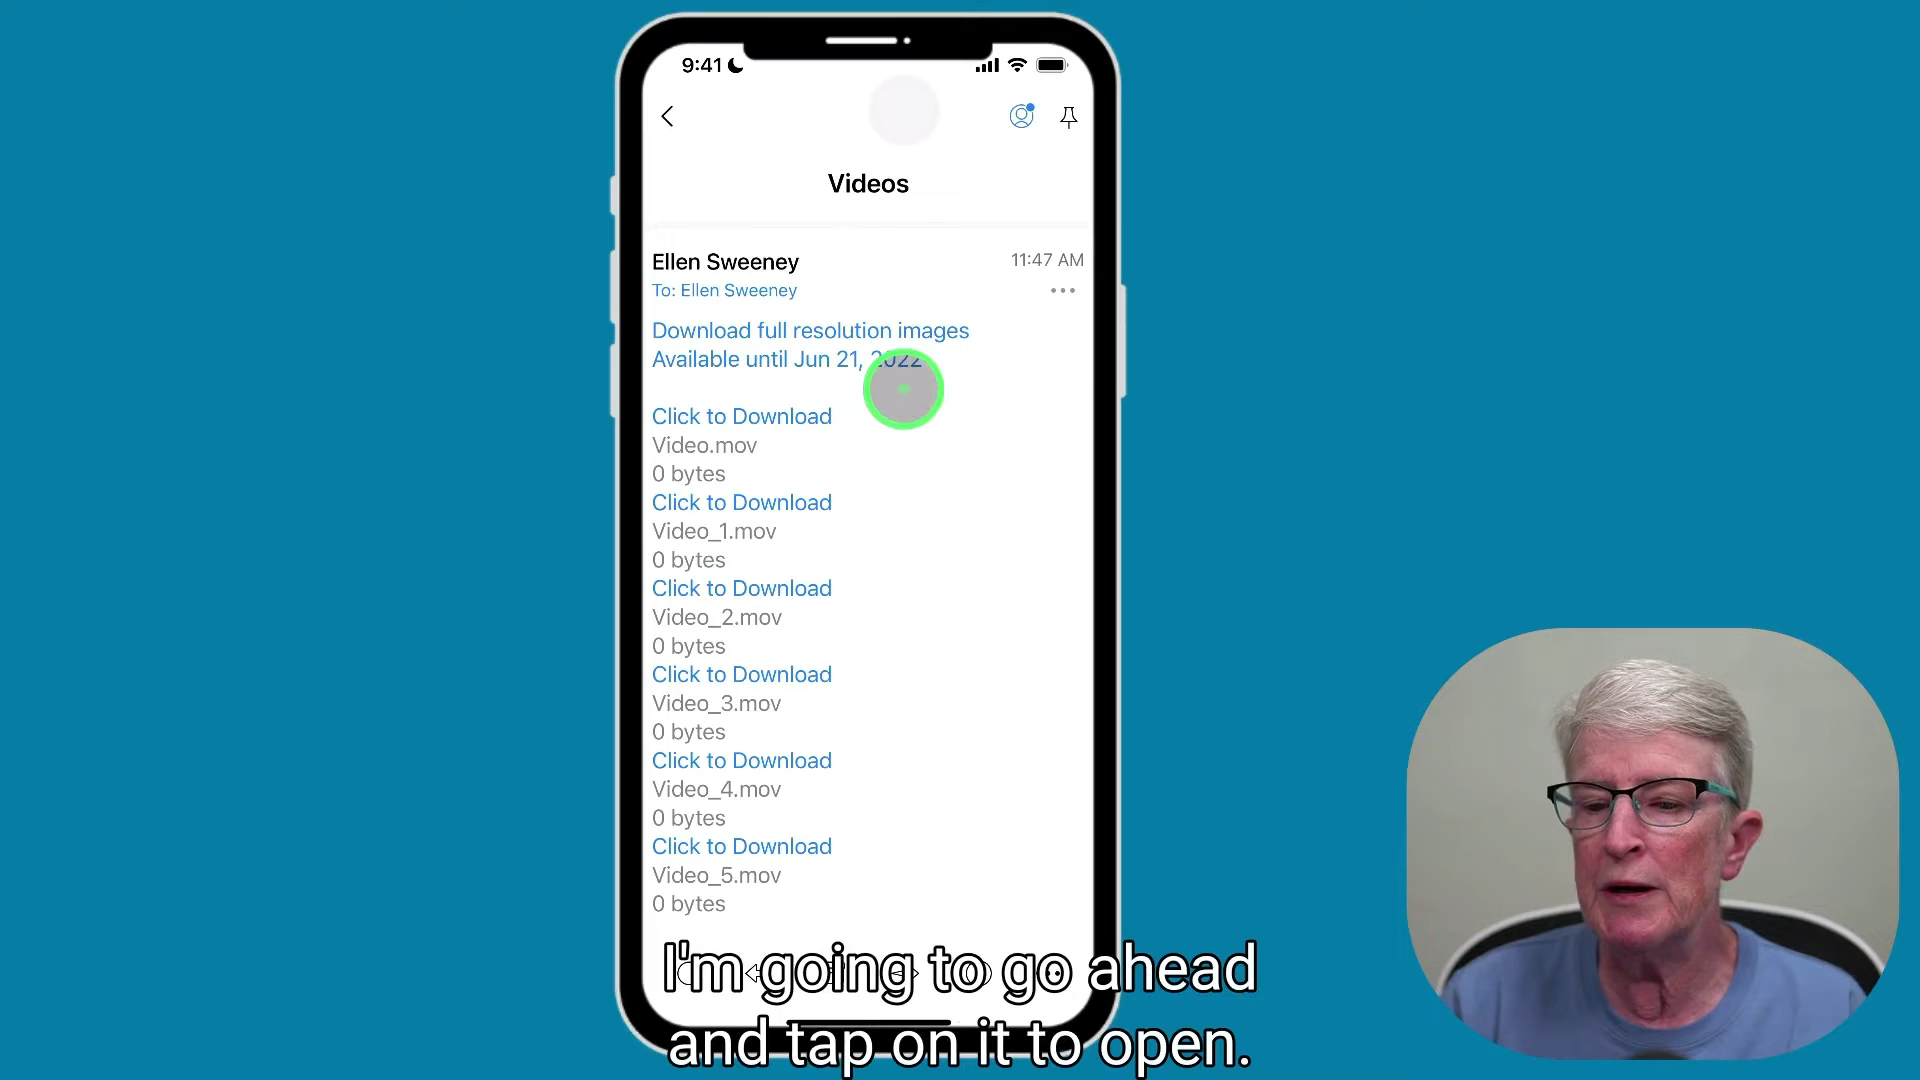 9:41
Videos
Ellen Sweeney
11:47 AM
To: Ellen Sweeney
Download full resolution images
Available until Jun 21, 2022
Click to Download
Video.mov
0 bytes
Click to Download
Video_1.mov
0 bytes
Click to Download
Video_2.mov
0 bytes
Click to Download
Video_3.mov
0 bytes
Click to Download
Video_4.mov
0 bytes
Click to Download
Video_5.mov
0 bytes
I'm going to go ahead
and tap on it to open.